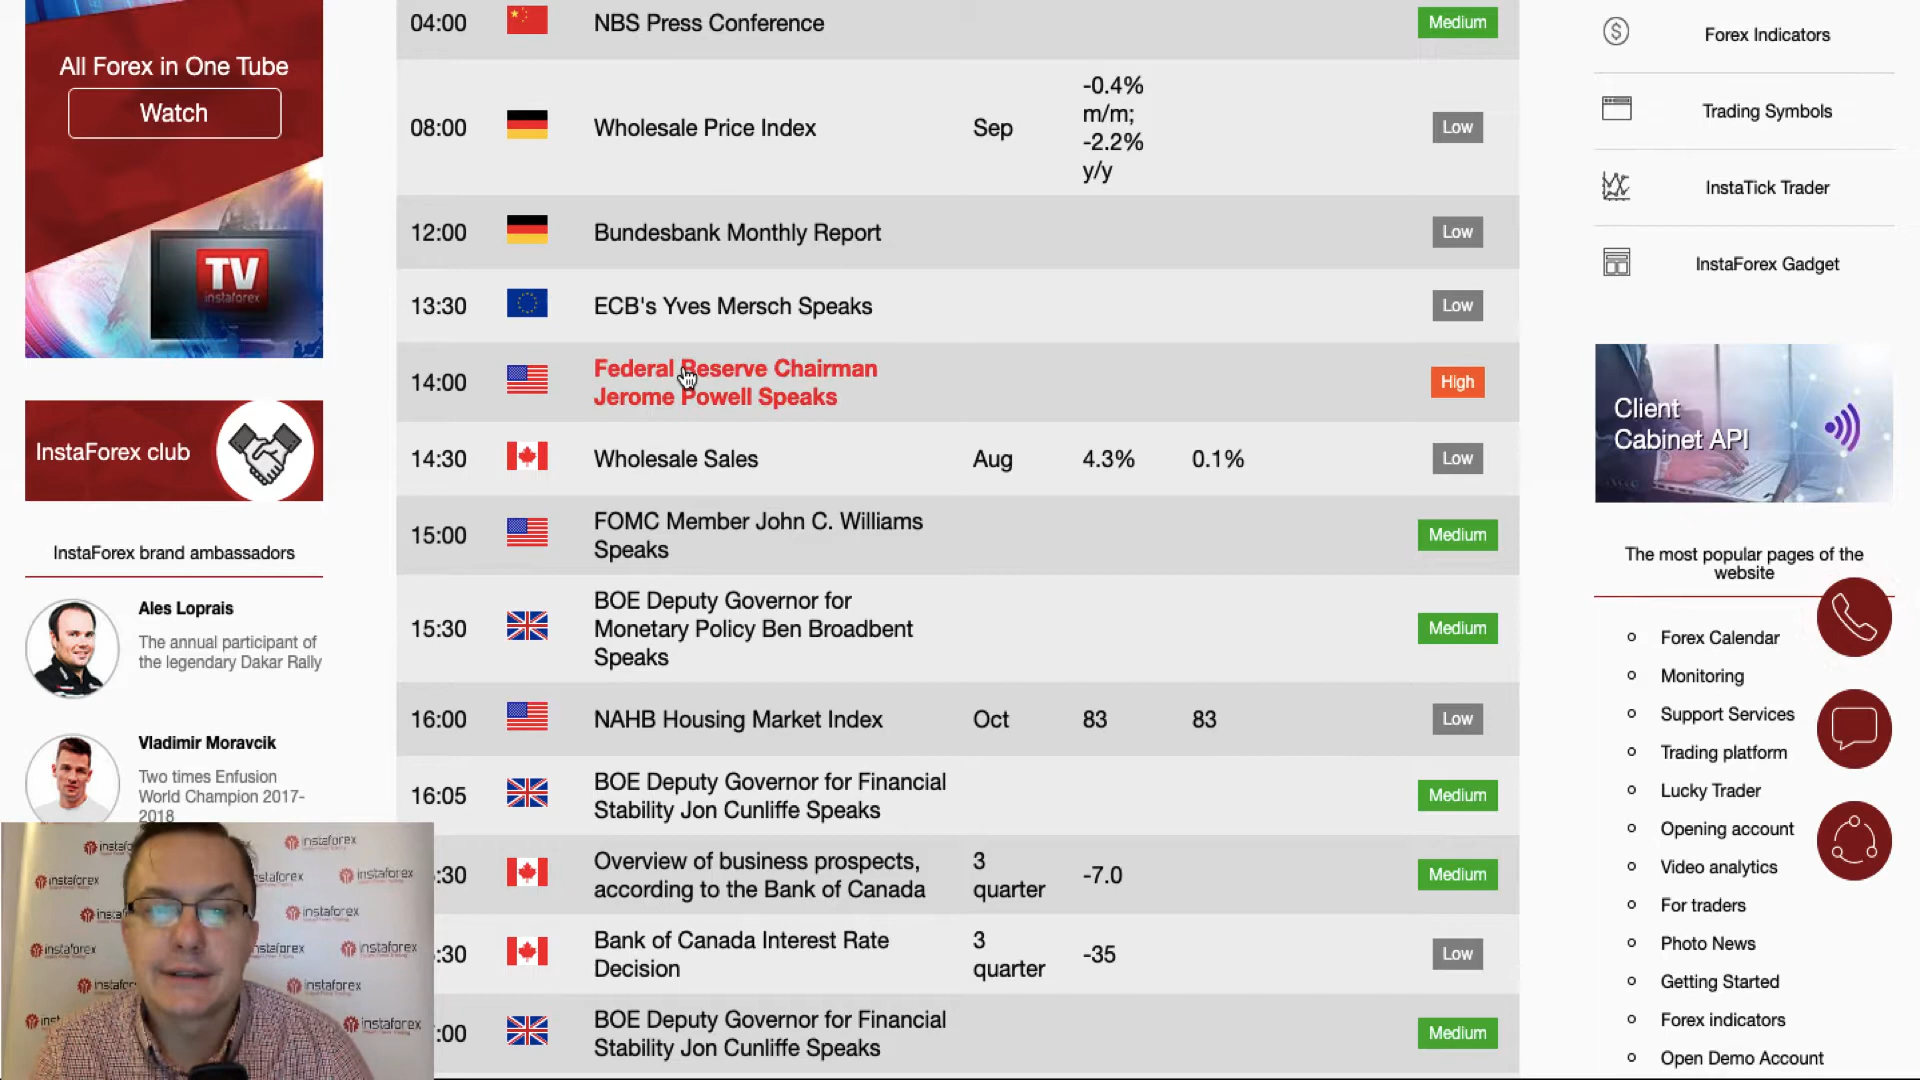 All Forex in One Tube
Watch
TV
instaforex
InstaForex club
InstaForex brand ambassadors
Ales Loprais
The annual participant of
the legendary Dakar Rally
Vladimir Moravcik
Two times Enfusion
World Champion 2017-
2018
04:00 NBS Press Conference Medium
08:00 Wholesale Price Index Sep -0.4%
m/m;
-2.2%
y/y Low
12:00 Bundesbank Monthly Report Low
13:30 ECB's Yves Mersch Speaks Low
14:00 Federal Reserve Chairman
Jerome Powell Speaks High
14:30 Wholesale Sales Aug 4.3% 0.1% Low
15:00 FOMC Member John C. Williams
Speaks Medium
15:30 BOE Deputy Governor for
Monetary Policy Ben Broadbent
Speaks Medium
16:00 NAHB Housing Market Index Oct 83 83 Low
16:05 BOE Deputy Governor for Financial
Stability Jon Cunliffe Speaks Medium
:30 Overview of business prospects,
according to the Bank of Canada 3
quarter -7.0 Medium
:30 Bank of Canada Interest Rate
Decision 3
quarter -35 Low
:00 BOE Deputy Governor for Financial
Stability Jon Cunliffe Speaks Medium
Forex Indicators
Trading Symbols
InstaTick Trader
InstaForex Gadget
Client
Cabinet API
The most popular pages of the
website
Forex Calendar
Monitoring
Support Services
Trading platform
Lucky Trader
Opening account
Video analytics
For traders
Photo News
Getting Started
Forex indicators
Open Demo Account
instaforex
instaforex
instaforex
instaforex
instaforex
instaforex
instaforex
instaforex